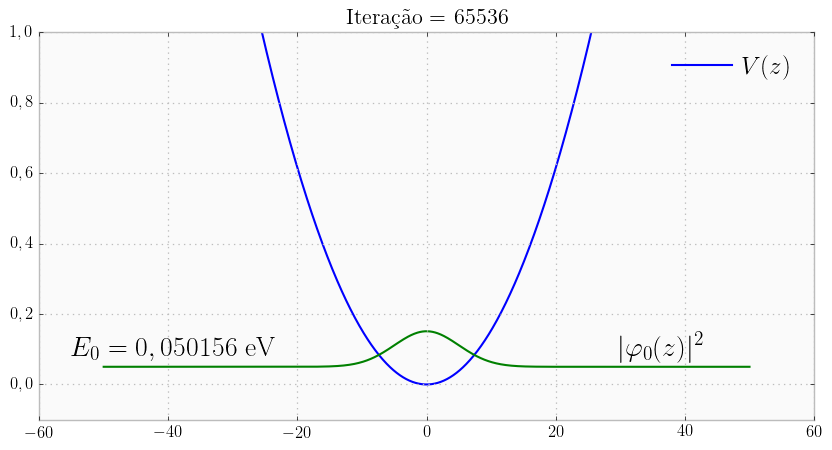 Iteração = 65536
1,0
V(z)
0,8
0,6
0,4
0,2
E₀ = 0,050156 eV
|φ₀(z)|²
0,0
−60 −40 −20 0 20 40 60